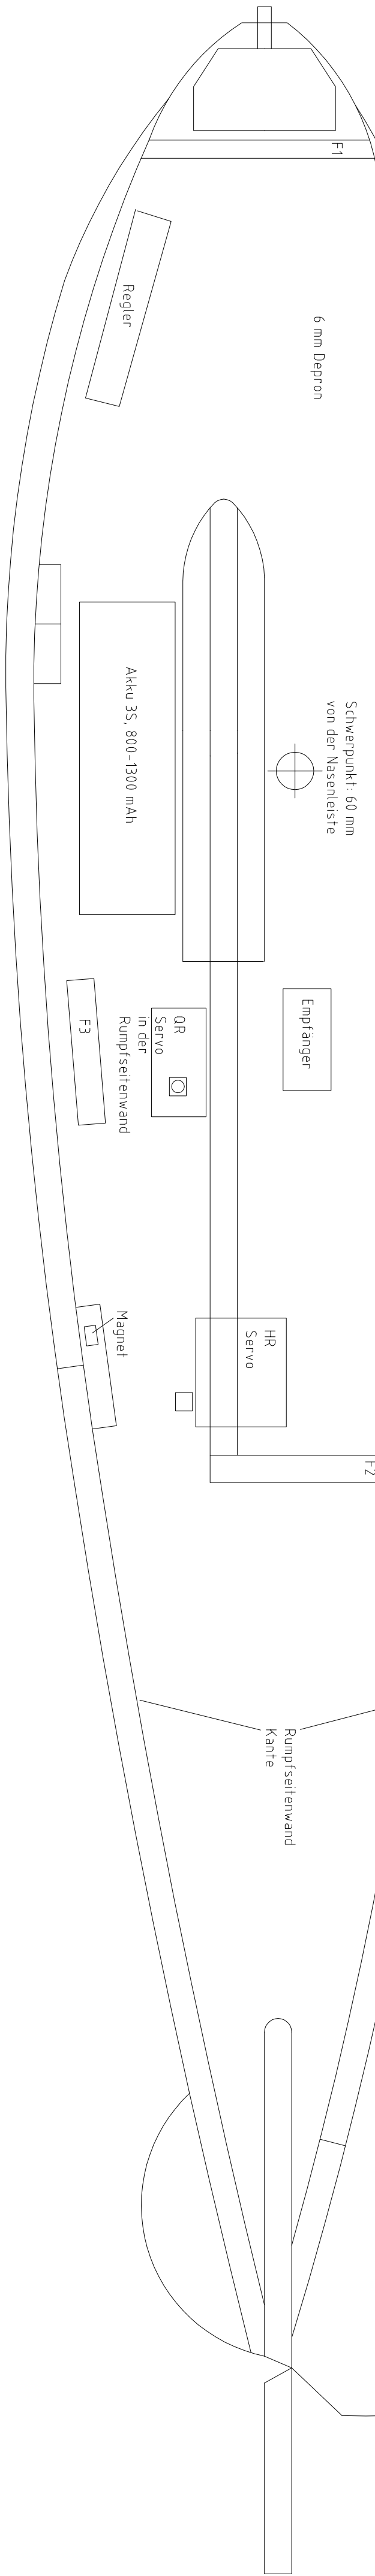 F1
Regler
6 mm Depron
Schwerpunkt: 60 mm
von der Nasenleiste
Akku 3S, 800-1300 mAh
Empfänger
QR
Servo
in der
Rumpfseitenwand
F3
HR
Servo
Magnet
F2
Rumpfseitenwand
Kante